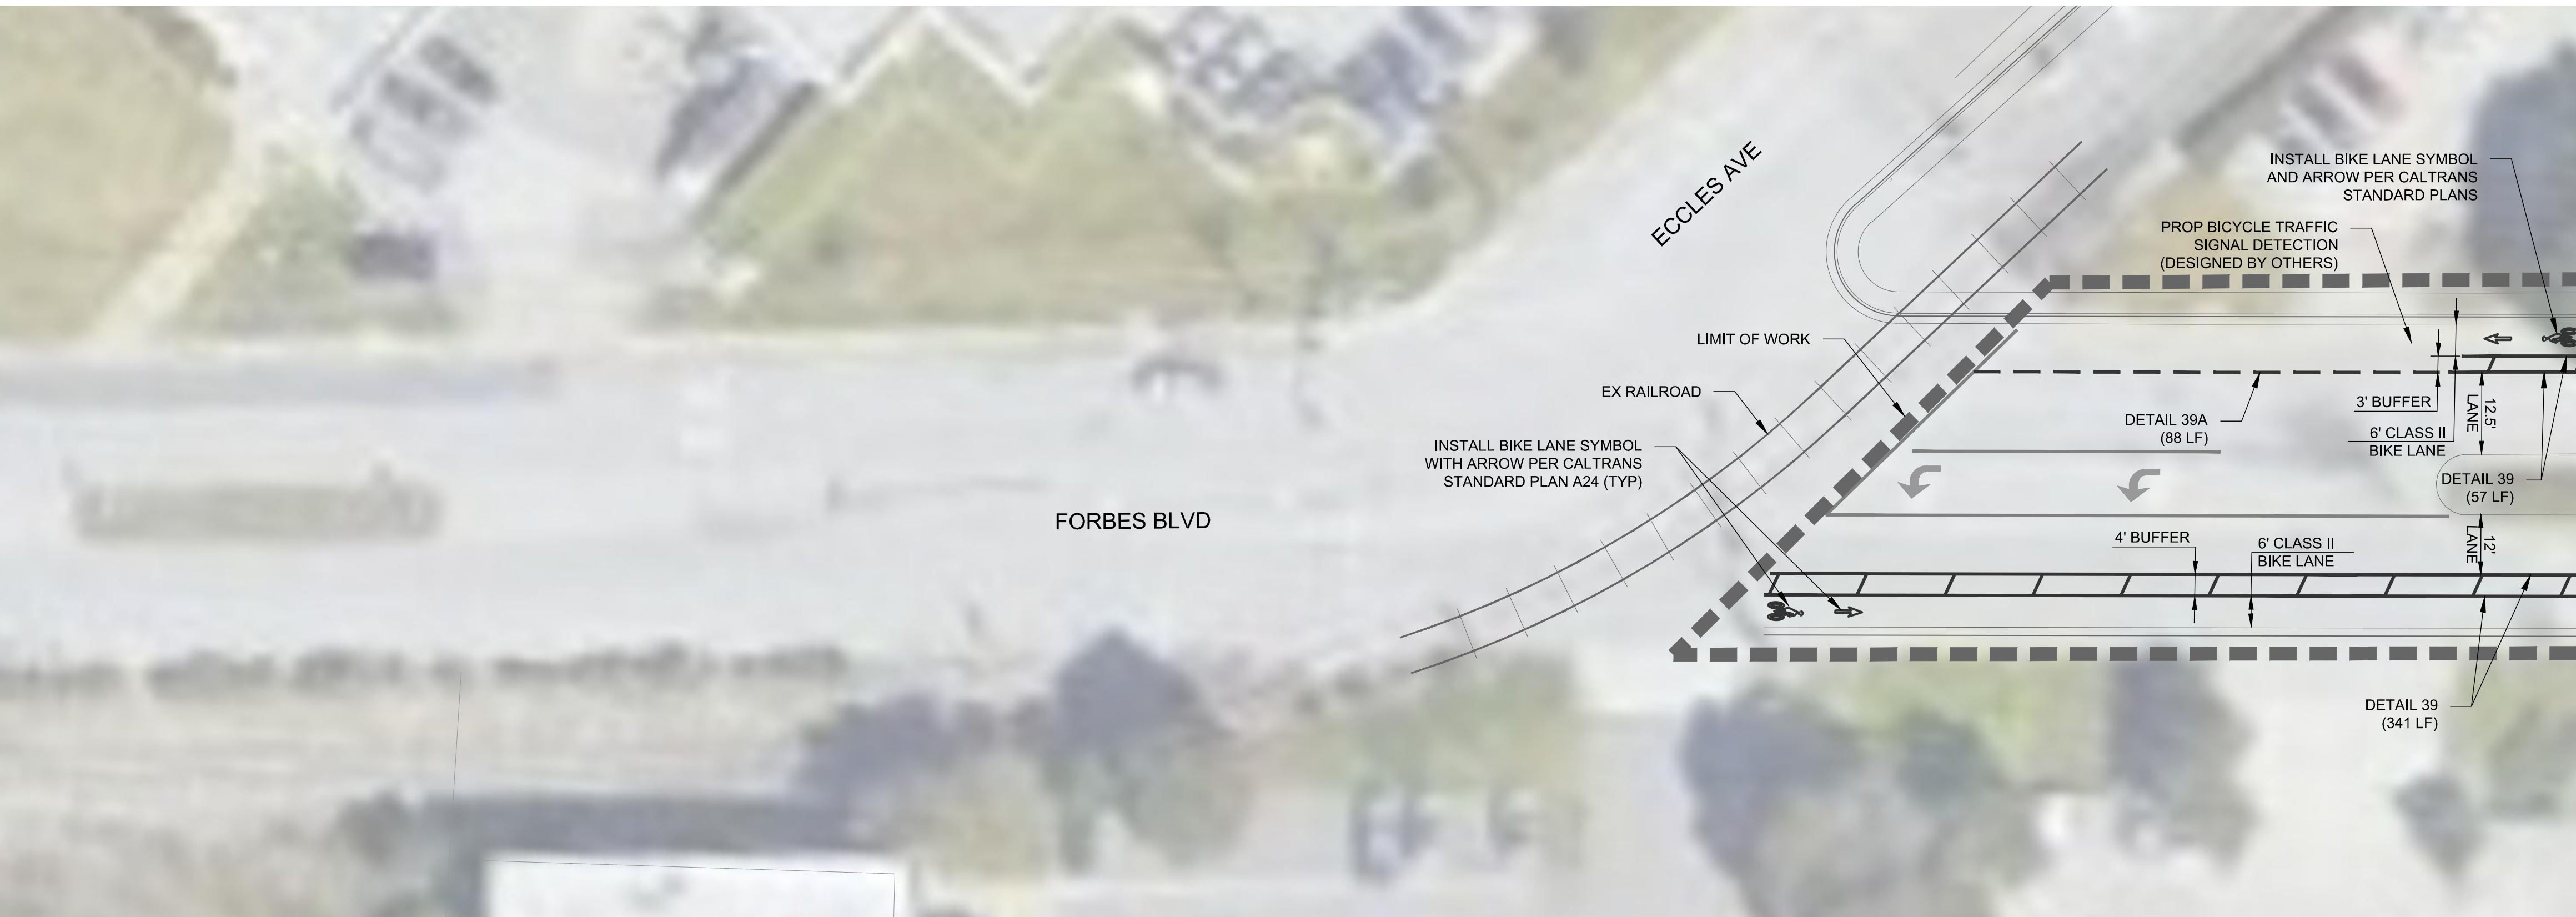 ECCLES AVE
INSTALL BIKE LANE SYMBOL
AND ARROW PER CALTRANS
STANDARD PLANS
PROP BICYCLE TRAFFIC
SIGNAL DETECTION
(DESIGNED BY OTHERS)
LIMIT OF WORK
EX RAILROAD
3' BUFFER
12.5'
LANE
DETAIL 39A
(88 LF)
6' CLASS II
BIKE LANE
INSTALL BIKE LANE SYMBOL
WITH ARROW PER CALTRANS
STANDARD PLAN A24 (TYP)
DETAIL 39
(57 LF)
FORBES BLVD
4' BUFFER
6' CLASS II
BIKE LANE
12'
LANE
DETAIL 39
(341 LF)